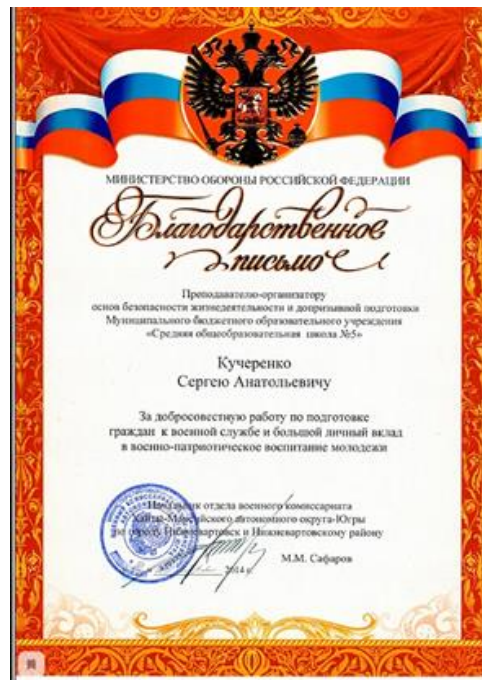 МИНИСТЕРСТВО ОБОРОНЫ РОССИЙСКОЙ ФЕДЕРАЦИИ
Благодарственное
письмо
Преподавателю-организатору
основ безопасности жизнедеятельности и допризывной подготовки
Муниципального бюджетного образовательного учреждения
«Средняя общеобразовательная школа №5»
Кучеренко
Сергею Анатольевичу
За добросовестную работу по подготовке
граждан к военной службе и большой личный вклад
в военно-патриотическое воспитание молодежи
Начальник отдела военного комиссариата
Ханты-Мансийского автономного округа-Югры
по городу Нижневартовск и Нижневартовскому району
М.М. Сафаров
2014 г.